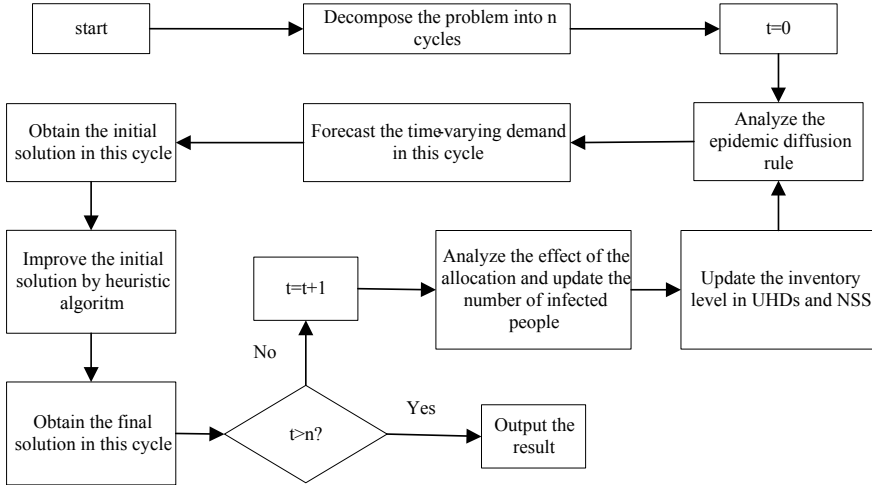 start
Decompose the problem into n
cycles
t=0
Obtain the initial
solution in this cycle
Forecast the time-varying demand
in this cycle
Analyze the
epidemic diffusion
rule
Improve the initial
solution by heuristic
algoritm
t=t+1
Analyze the effect of the
allocation and update the
number of infected
people
Update the inventory
level in UHDs and NSS
No
Obtain the final
solution in this cycle
t>n?
Yes
Output the
result